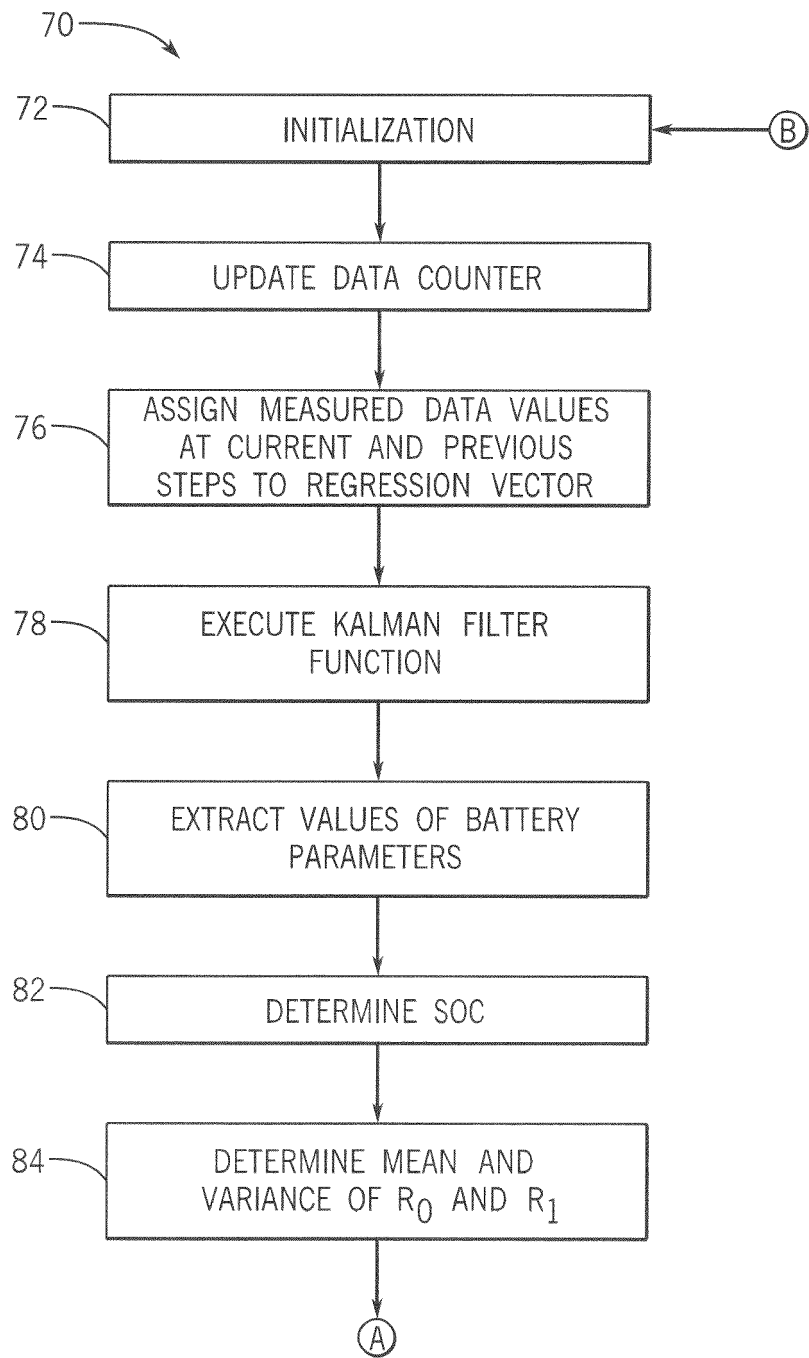 70
72
INITIALIZATION
B
74
UPDATE DATA COUNTER
76
ASSIGN MEASURED DATA VALUES
AT CURRENT AND PREVIOUS
STEPS TO REGRESSION VECTOR
78
EXECUTE KALMAN FILTER
FUNCTION
80
EXTRACT VALUES OF BATTERY
PARAMETERS
82
DETERMINE SOC
84
DETERMINE MEAN AND
VARIANCE OF R0 AND R1
A